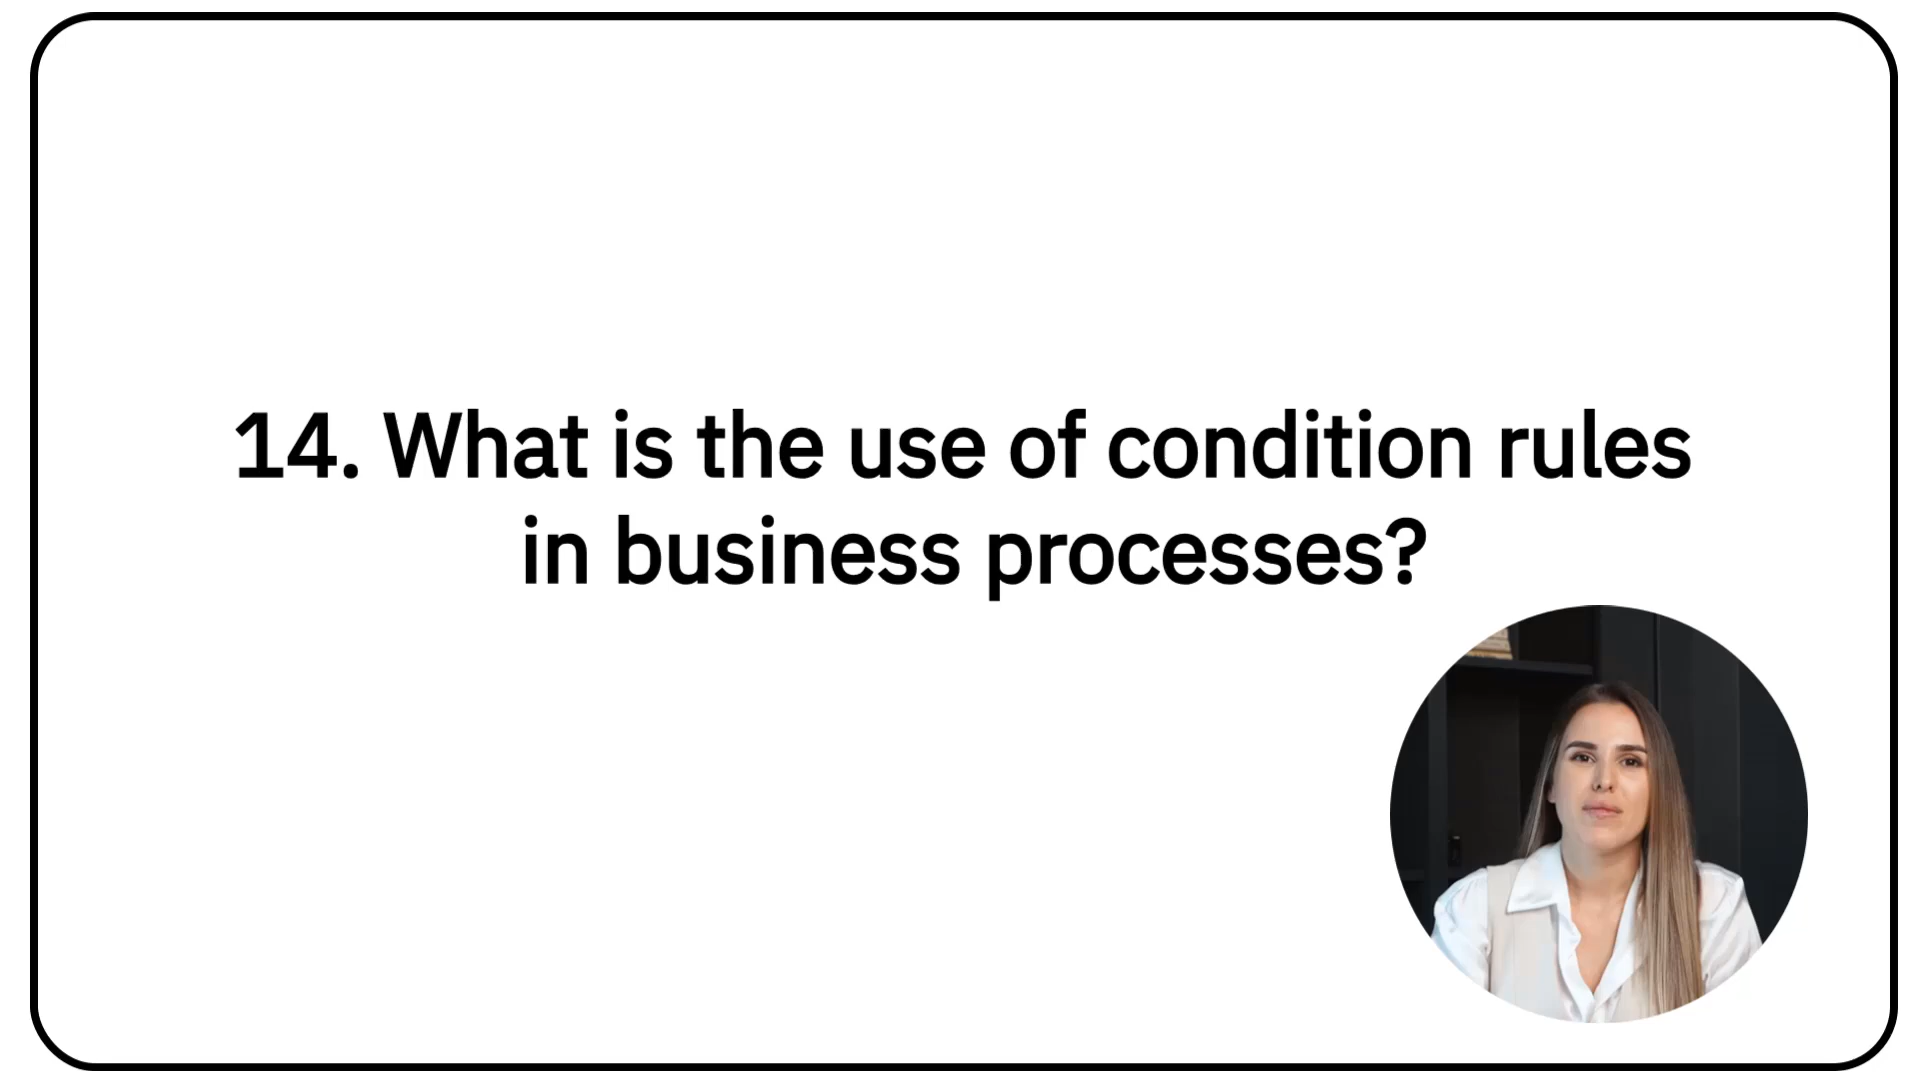 14. What is the use of condition rules
in business processes?